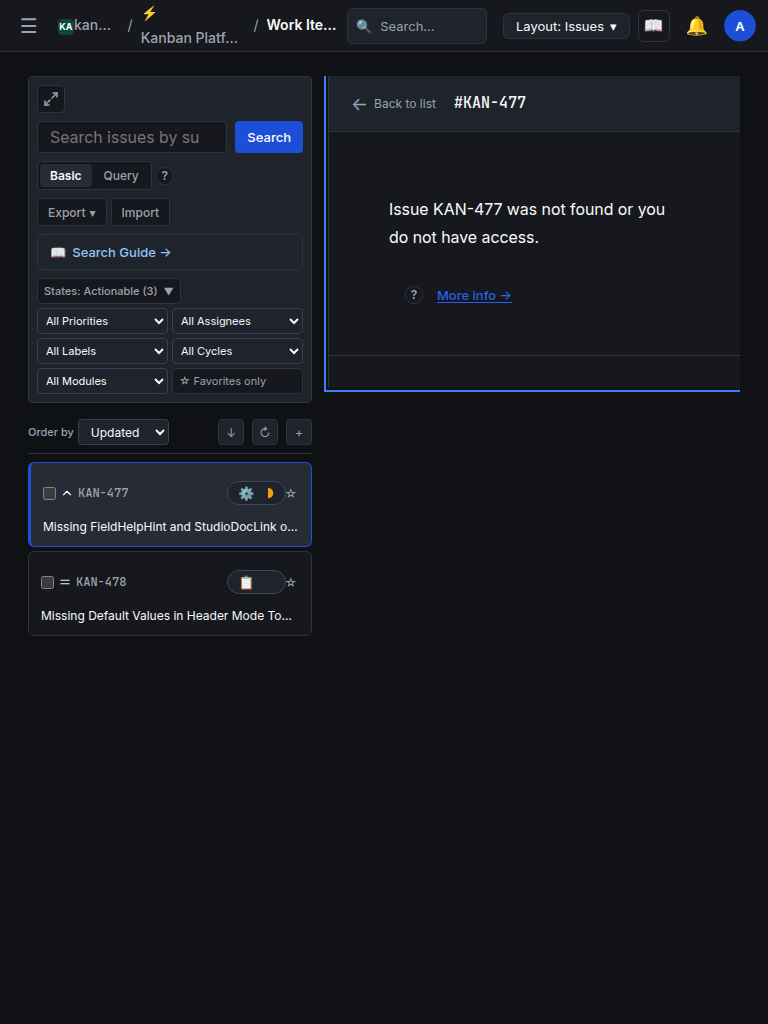 ☰ KA kan... / ⚡ Kanban Platf... / Work Ite... 🔍 Search... Layout: Issues ▾ 📖 🔔 A
Search issues by su
Search
Basic Query ?
Export ▾ Import
📖 Search Guide →
States: Actionable (3) ▼
All Priorities All Assignees
All Labels All Cycles
All Modules ☆ Favorites only
Order by Updated ↓ ↻ +
KAN-477 ☆
Missing FieldHelpHint and StudioDocLink o...
KAN-478 ☆
Missing Default Values in Header Mode To...
← Back to list #KAN-477
Issue KAN-477 was not found or you
do not have access.
? More info →